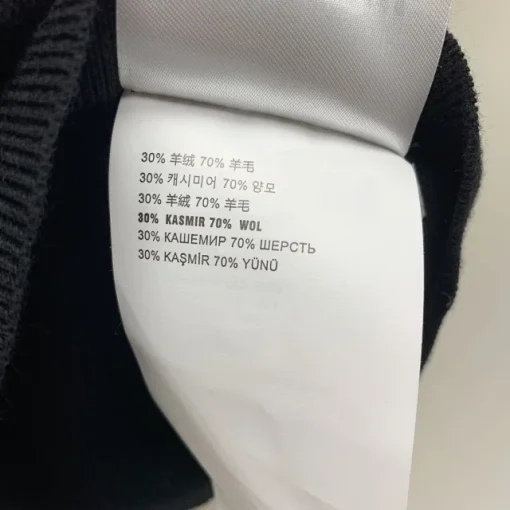 30% 羊绒 70% 羊毛
30% 캐시미어 70% 양모
30% 羊绒 70% 羊毛
30% KASMIR 70% WOL
30% КАШЕМИР 70% ШЕРСТЬ
30% KAŞMİR 70% YÜNÜ